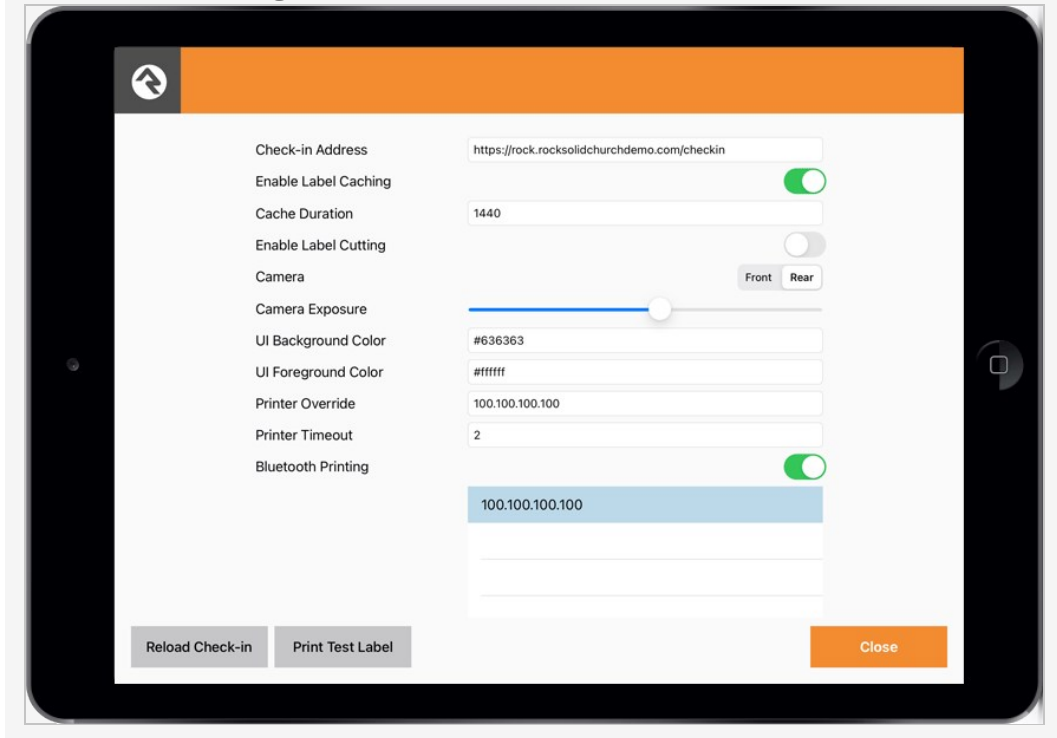 Check-in Address https://rock.rocksolidchurchdemo.com/checkin
Enable Label Caching
Cache Duration 1440
Enable Label Cutting
Camera Front Rear
Camera Exposure
UI Background Color #636363
UI Foreground Color #ffffff
Printer Override 100.100.100.100
Printer Timeout 2
Bluetooth Printing
100.100.100.100
Reload Check-in Print Test Label Close